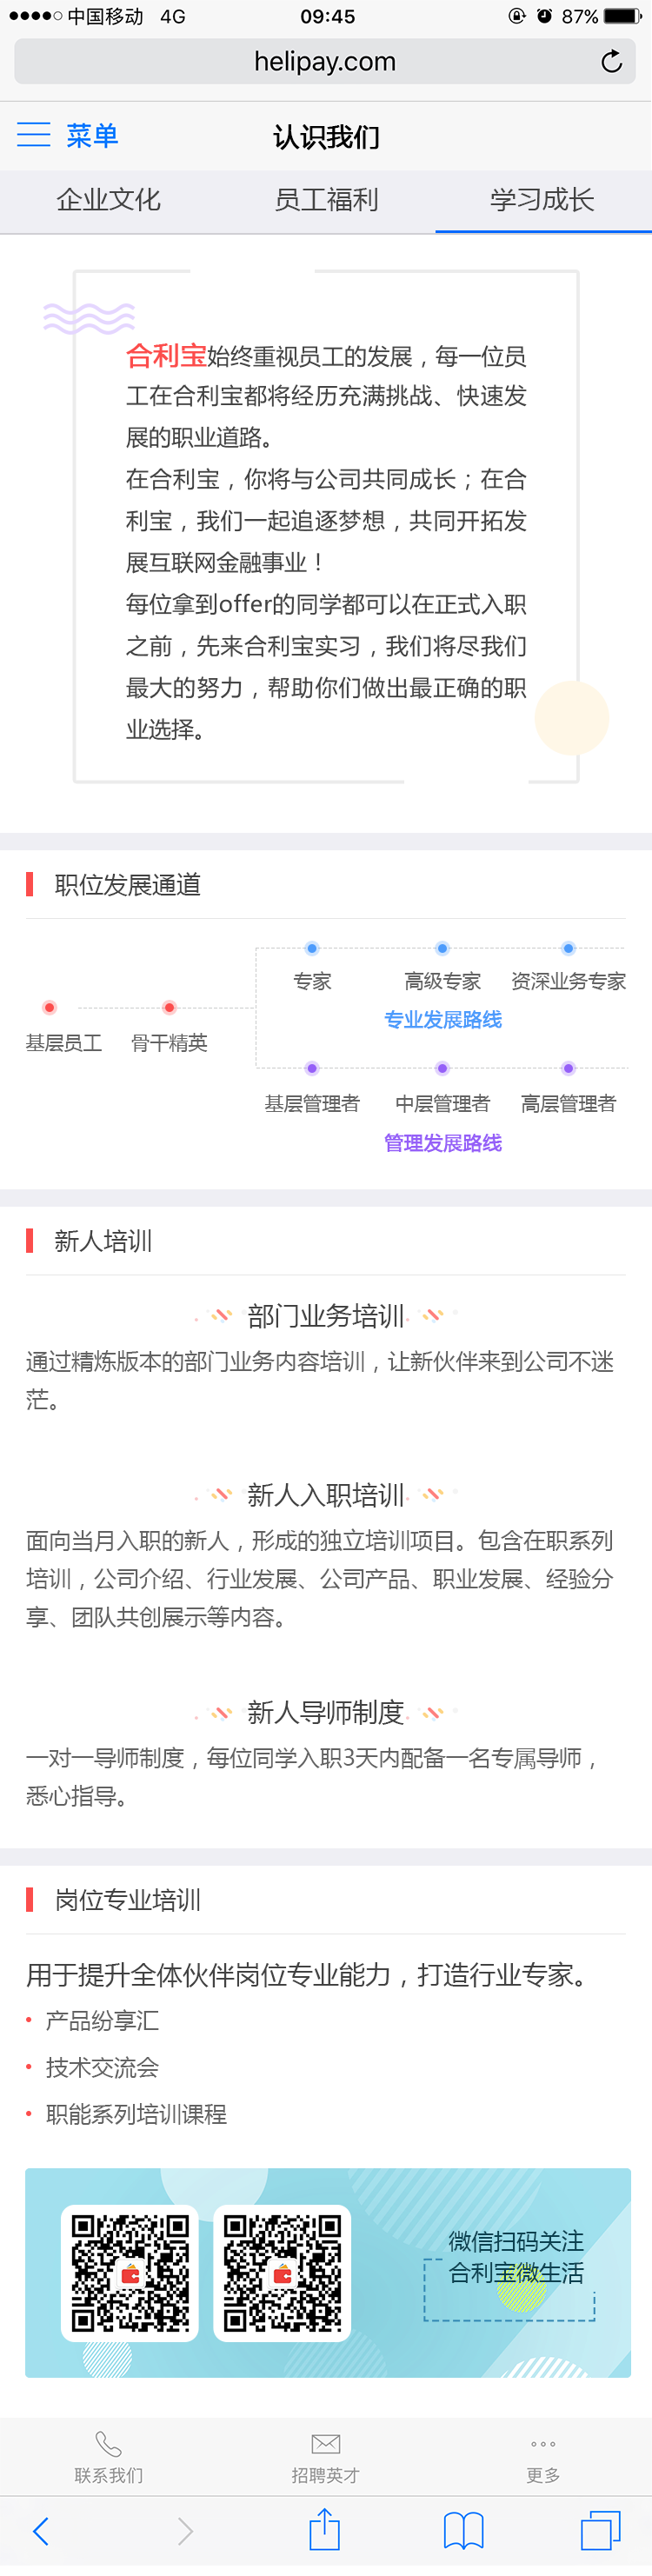 中国移动 4G 09:45 87%
helipay.com
菜单 认识我们
企业文化 员工福利 学习成长
合利宝始终重视员工的发展，每一位员
工在合利宝都将经历充满挑战、快速发
展的职业道路。
在合利宝，你将与公司共同成长；在合
利宝，我们一起追逐梦想，共同开拓发
展互联网金融事业！
每位拿到offer的同学都可以在正式入职
之前，先来合利宝实习，我们将尽我们
最大的努力，帮助你们做出最正确的职
业选择。
职位发展通道
专家 高级专家 资深业务专家
专业发展路线
基层员工 骨干精英
基层管理者 中层管理者 高层管理者
管理发展路线
新人培训
部门业务培训
通过精炼版本的部门业务内容培训，让新伙伴来到公司不迷
茫。
新人入职培训
面向当月入职的新人，形成的独立培训项目。包含在职系列
培训，公司介绍、行业发展、公司产品、职业发展、经验分
享、团队共创展示等内容。
新人导师制度
一对一导师制度，每位同学入职3天内配备一名专属导师，
悉心指导。
岗位专业培训
用于提升全体伙伴岗位专业能力，打造行业专家。
产品纷享汇
技术交流会
职能系列培训课程
微信扫码关注
合利宝微生活
联系我们 招聘英才 更多